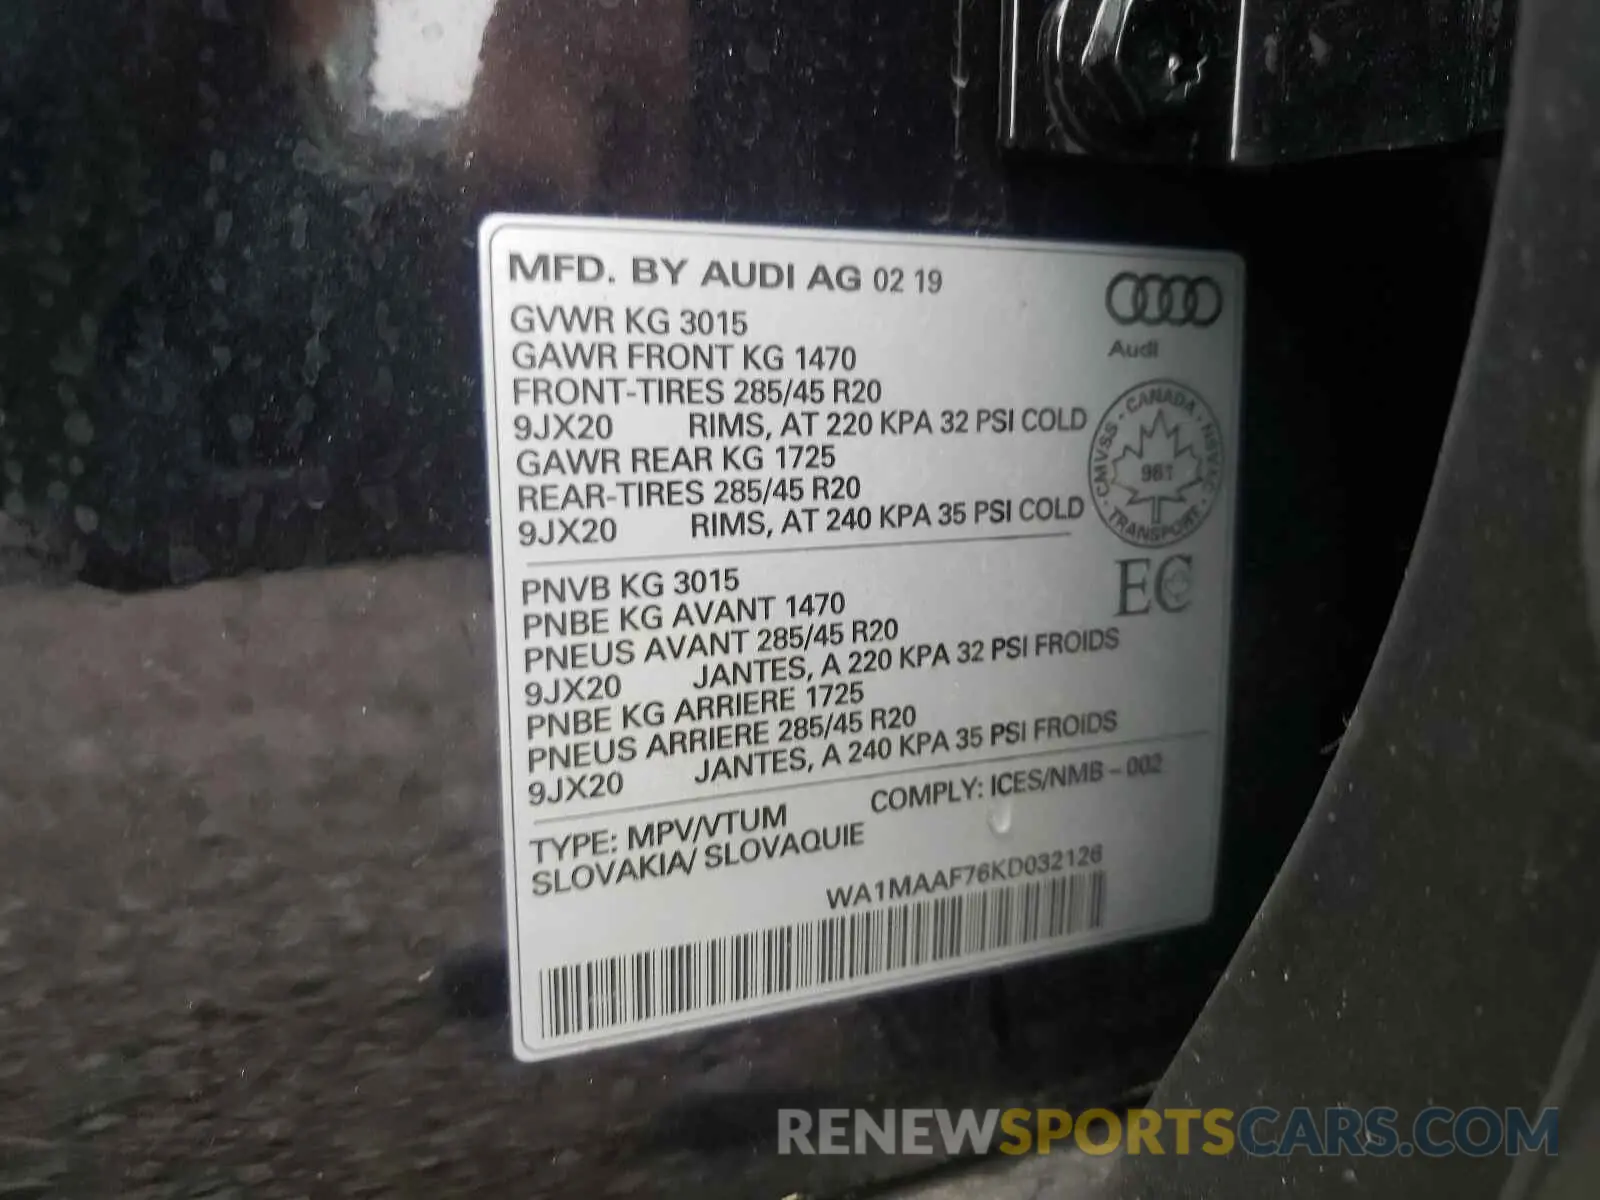 MFD. BY AUDI AG 02 19
GVWR KG 3015
GAWR FRONT KG 1470
FRONT-TIRES 285/45 R20
9JX20 RIMS, AT 220 KPA 32 PSI COLD
GAWR REAR KG 1725
REAR-TIRES 285/45 R20
9JX20 RIMS, AT 240 KPA 35 PSI COLD
Audi
CANADA
CMVSS - NSVAC
961
TRANSPORT
EC
PNVB KG 3015
PNBE KG AVANT 1470
PNEUS AVANT 285/45 R20
9JX20 JANTES, A 220 KPA 32 PSI FROIDS
PNBE KG ARRIERE 1725
PNEUS ARRIERE 285/45 R20
9JX20 JANTES, A 240 KPA 35 PSI FROIDS
TYPE: MPV/VTUM COMPLY: ICES/NMB - 002
SLOVAKIA/ SLOVAQUIE
WA1MAAF76KD032126
RENEWSPORTSCARS.COM